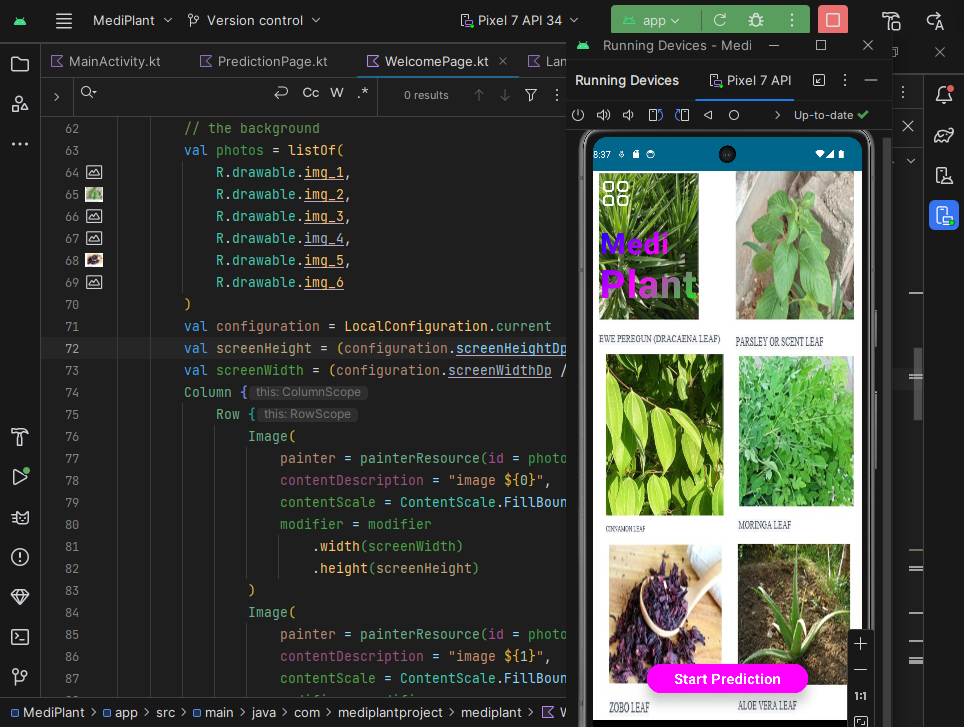 MediPlant
Version control
Pixel 7 API 34
app
Running Devices - Medi
MainActivity.kt
PredictionPage.kt
WelcomePage.kt
Lan
Running Devices
Pixel 7 API
Cc
W
.*
0 results
Up-to-date
62 // the background
63 val photos = listOf(
64 R.drawable.img_1,
65 R.drawable.img_2,
66 R.drawable.img_3,
67 R.drawable.img_4,
68 R.drawable.img_5,
69 R.drawable.img_6
70 )
71 val configuration = LocalConfiguration.current
72 val screenHeight = (configuration.screenHeightDp
73 val screenWidth = (configuration.screenWidthDp /
74 Column { this: ColumnScope
75 Row { this: RowScope
76 Image(
77 painter = painterResource(id = photo
78 contentDescription = "image ${0}",
79 contentScale = ContentScale.FillBoun
80 modifier = modifier
81 .width(screenWidth)
82 .height(screenHeight)
83 )
84 Image(
85 painter = painterResource(id = photo
86 contentDescription = "image ${1}",
87 contentScale = ContentScale.FillBoun
8:37
Medi
Plant
EWE PEREGUN (DRACAENA LEAF)
PARSLEY OR SCENT LEAF
CINNAMON LEAF
MORINGA LEAF
Start Prediction
ZOBO LEAF
ALOE VERA LEAF
1:1
MediPlant > app > src > main > java > com > mediplantproject > mediplant > W